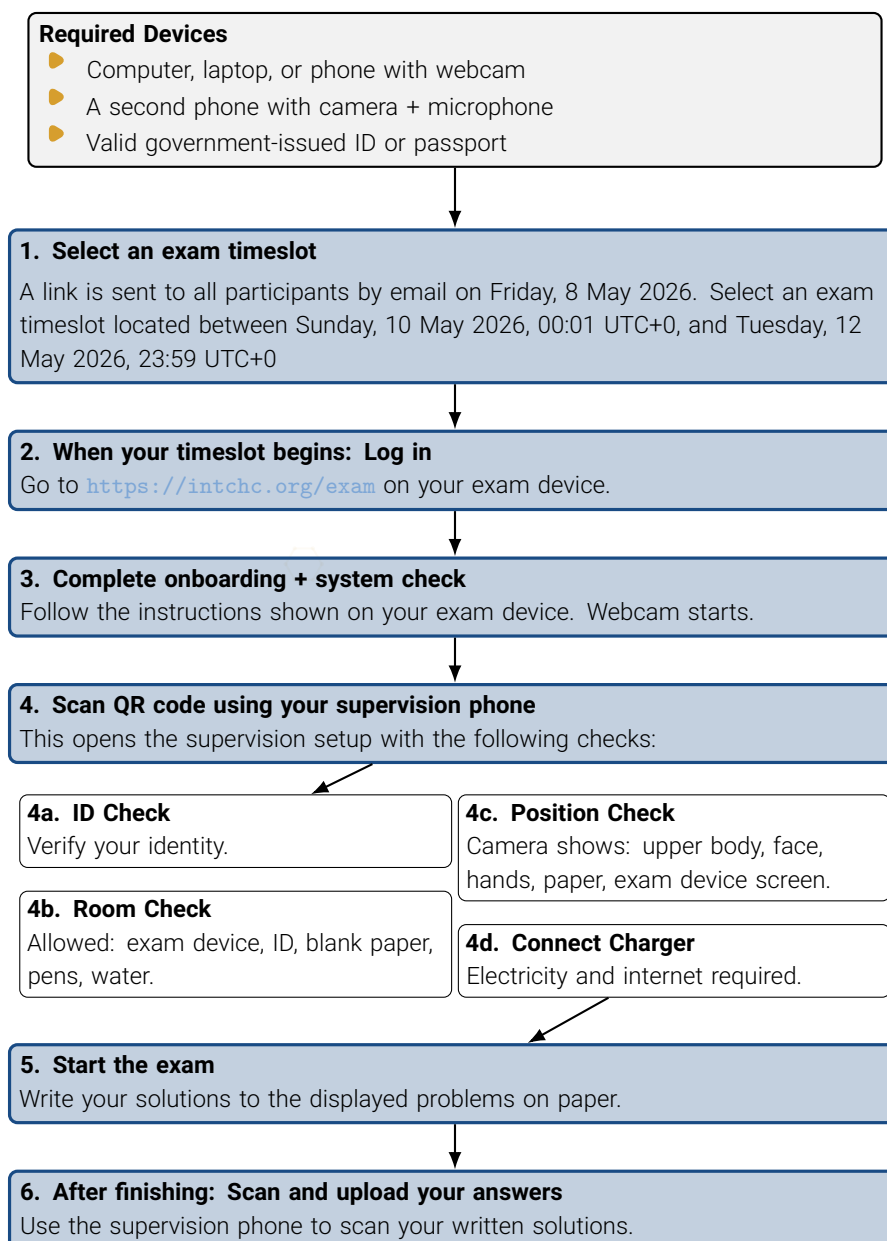 Required Devices
Computer, laptop, or phone with webcam
A second phone with camera + microphone
Valid government-issued ID or passport
1. Select an exam timeslot
A link is sent to all participants by email on Friday, 8 May 2026. Select an exam
timeslot located between Sunday, 10 May 2026, 00:01 UTC+0, and Tuesday, 12
May 2026, 23:59 UTC+0
2. When your timeslot begins: Log in
Go to https://intchc.org/exam on your exam device.
3. Complete onboarding + system check
Follow the instructions shown on your exam device. Webcam starts.
4. Scan QR code using your supervision phone
This opens the supervision setup with the following checks:
4a. ID Check
Verify your identity.
4b. Room Check
Allowed: exam device, ID, blank paper,
pens, water.
4c. Position Check
Camera shows: upper body, face,
hands, paper, exam device screen.
4d. Connect Charger
Electricity and internet required.
5. Start the exam
Write your solutions to the displayed problems on paper.
6. After finishing: Scan and upload your answers
Use the supervision phone to scan your written solutions.